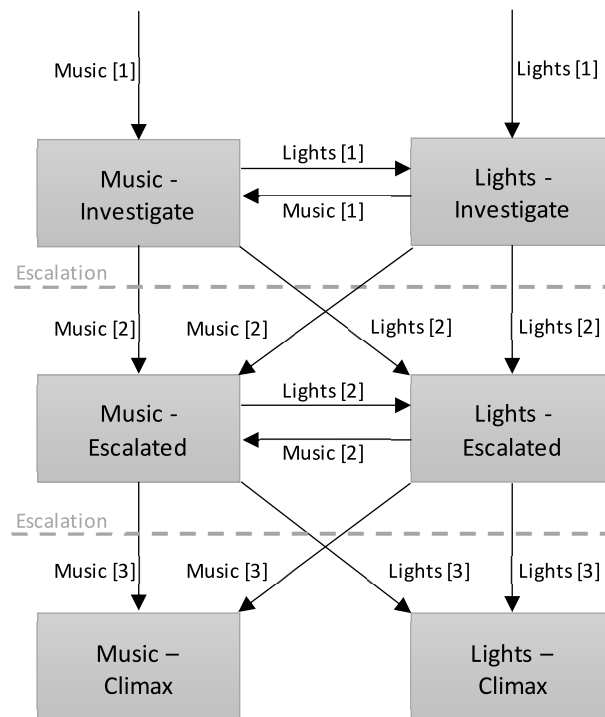 Music [1]
Lights [1]
Music -
Investigate
Lights [1]
Music [1]
Lights -
Investigate
Escalation
Music [2]
Music [2]
Lights [2]
Lights [2]
Music -
Escalated
Lights [2]
Music [2]
Lights -
Escalated
Escalation
Music [3]
Music [3]
Lights [3]
Lights [3]
Music –
Climax
Lights –
Climax